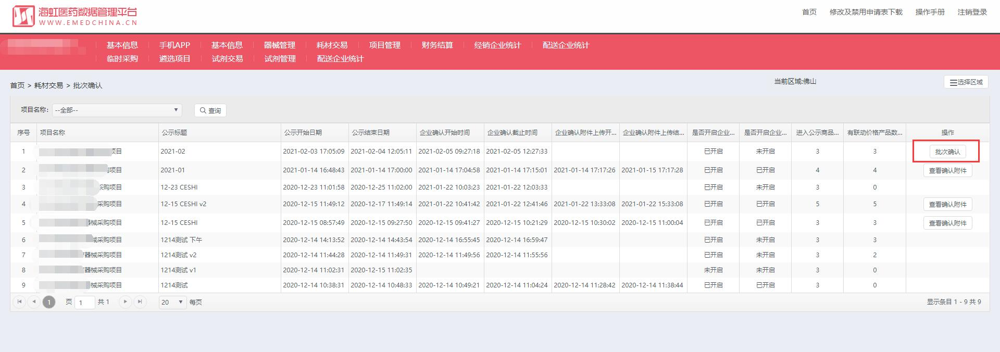 海虹医药数据管理平台
WWW.EMEDCHINA.CN
首页 修改及禁用申请表下载 操作手册 注销登录
基本信息 手机APP 基本信息 器械管理 耗材交易 项目管理 财务结算 经销企业统计 配送企业统计
临时采购 遴选项目 试剂交易 试剂管理 配送企业统计
首页 > 耗材交易 > 批次确认 当前区域:佛山 选择区域
项目名称: --全部-- 查询
序号 项目名称 公示标题 公示开始日期 公示结束日期 企业确认开始时间 企业确认截止时间 企业确认附件上传开... 企业确认附件上传结... 是否开启企业... 是否开启企业... 进入公示商品... 有联动价格产品数... 操作
1 项目 2021-02 2021-02-03 17:05:09 2021-02-04 12:05:11 2021-02-05 09:27:18 2021-02-05 12:27:33 已开启 未开启 3 3 批次确认
2 项目 2021-01 2021-01-14 16:48:43 2021-01-14 17:00:00 2021-01-14 17:04:58 2021-01-14 17:15:01 2021-01-14 17:17:26 2021-01-15 17:17:28 已开启 已开启 4 4 查看确认附件
3 采购项目 12-23 CESHI 2020-12-23 11:01:58 2020-12-25 11:02:00 2021-01-22 10:03:23 2021-01-22 12:03:33 已开启 未开启 3 0
4 采购项目 12-15 CESHI v2 2020-12-15 11:49:12 2020-12-17 11:49:14 2021-01-22 10:41:42 2021-01-22 12:41:46 2021-01-22 13:33:08 2021-01-22 15:33:08 已开启 已开启 5 5 查看确认附件
5 器械采购项目 12-15 CESHI 2020-12-15 08:57:49 2020-12-15 09:27:50 2020-12-15 09:41:27 2020-12-15 10:21:29 2020-12-15 10:30:02 2020-12-15 11:00:04 已开启 已开启 3 3 查看确认附件
6 械采购项目 1214测试 下午 2020-12-14 14:13:52 2020-12-14 14:43:54 2020-12-14 16:55:45 2020-12-14 16:59:47 已开启 未开启 3 3
7 器械采购项目 1214测试 v2 2020-12-14 11:44:28 2020-12-14 11:49:31 2020-12-14 11:49:56 2020-12-14 11:55:56 已开启 未开启 3 2
8 器械采购项目 1214测试 v1 2020-12-14 11:02:31 2020-12-15 11:02:35 未开启 未开启 3 0
9 械采购项目 1214测试 2020-12-14 10:38:31 2020-12-14 10:48:33 2020-12-14 10:49:21 2020-12-14 11:04:24 2020-12-14 11:28:42 2020-12-14 11:38:44 已开启 已开启 3 0
1 页 1 共 1 20 每页 显示条目 1 - 9 共 9